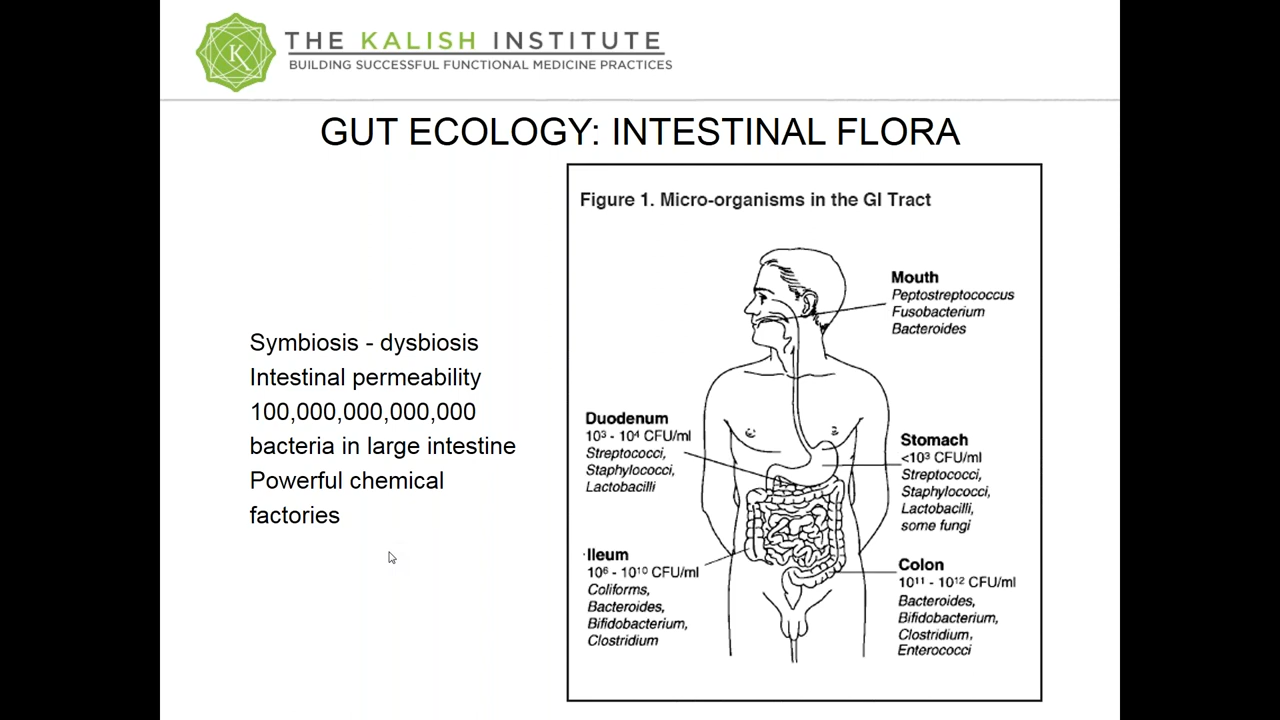 THE KALISH INSTITUTE
BUILDING SUCCESSFUL FUNCTIONAL MEDICINE PRACTICES
K
GUT ECOLOGY: INTESTINAL FLORA
Symbiosis - dysbiosis
Intestinal permeability
100,000,000,000,000
bacteria in large intestine
Powerful chemical
factories
Figure 1. Micro-organisms in the GI Tract
Mouth
Peptostreptococcus
Fusobacterium
Bacteroides
Duodenum
10³ - 10⁴ CFU/ml
Streptococci,
Staphylococci,
Lactobacilli
Stomach
<10³ CFU/ml
Streptococci,
Staphylococci,
Lactobacilli,
some fungi
Ileum
10⁶ - 10¹⁰ CFU/ml
Coliforms,
Bacteroides,
Bifidobacterium,
Clostridium
Colon
10¹¹ - 10¹² CFU/ml
Bacteroides,
Bifidobacterium,
Clostridium,
Enterococci